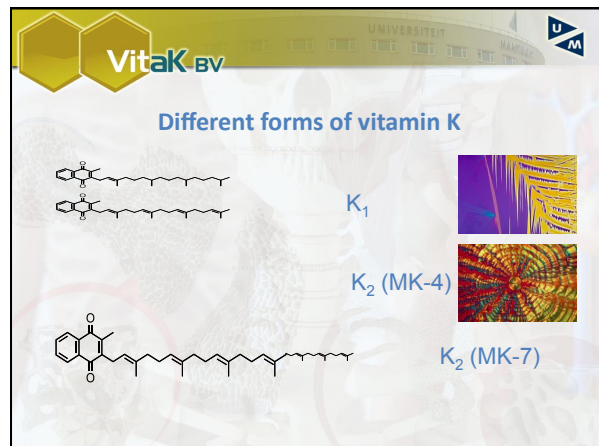 UNIVERSITEIT
U
M
VitaK BV
Different forms of vitamin K
O
O
O
O
K₁
K₂ (MK-4)
O
O
K₂ (MK-7)